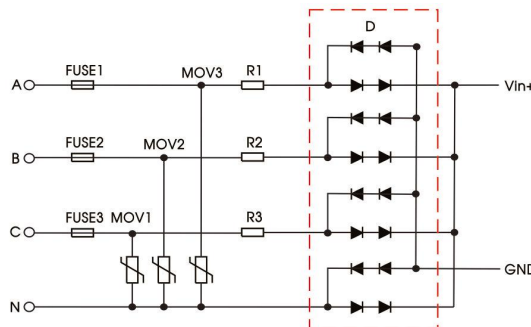 D
A FUSE1 MOV3 R1 Vin+
B FUSE2 MOV2 R2
C FUSE3 MOV1 R3
GND
N